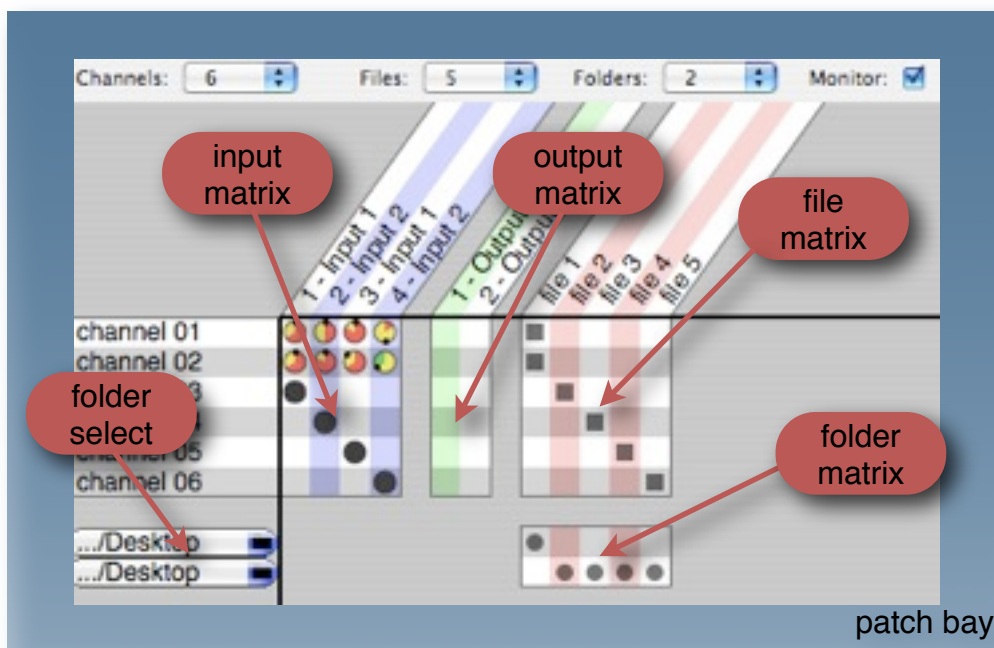 Channels: 6 Files: 5 Folders: 2 Monitor:
input
matrix
output
matrix
file
matrix
1 - Input 1
2 - Input 2
3 - Input 1
4 - Input 2
1 - Output
2 - Output
file 1
file 2
file 3
file 4
file 5
channel 01
channel 02
3
folder
select
4
05
channel 06
folder
matrix
.../Desktop
.../Desktop
patch bay